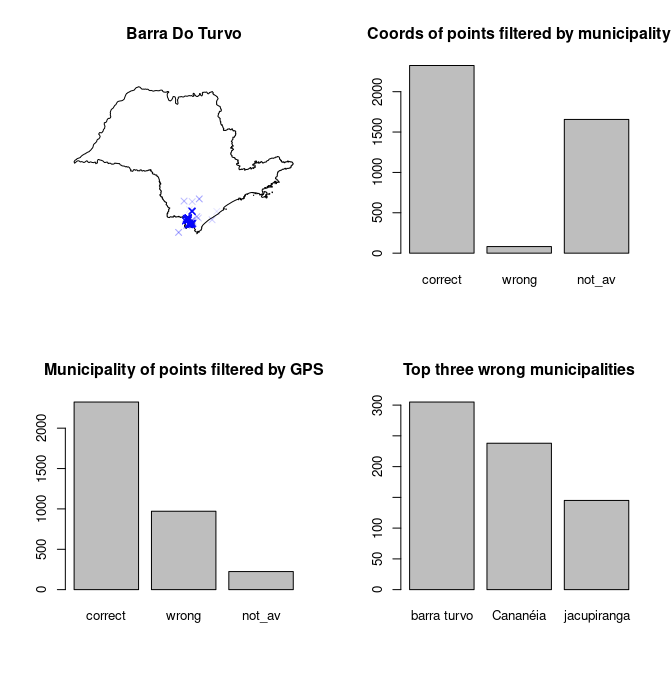 Barra Do Turvo
Coords of points filtered by municipality
2000
1500
1000
500
0
correct wrong not_av
Municipality of points filtered by GPS
2000
1500
1000
500
0
correct wrong not_av
Top three wrong municipalities
300
200
100
50
0
barra turvo Cananéia jacupiranga